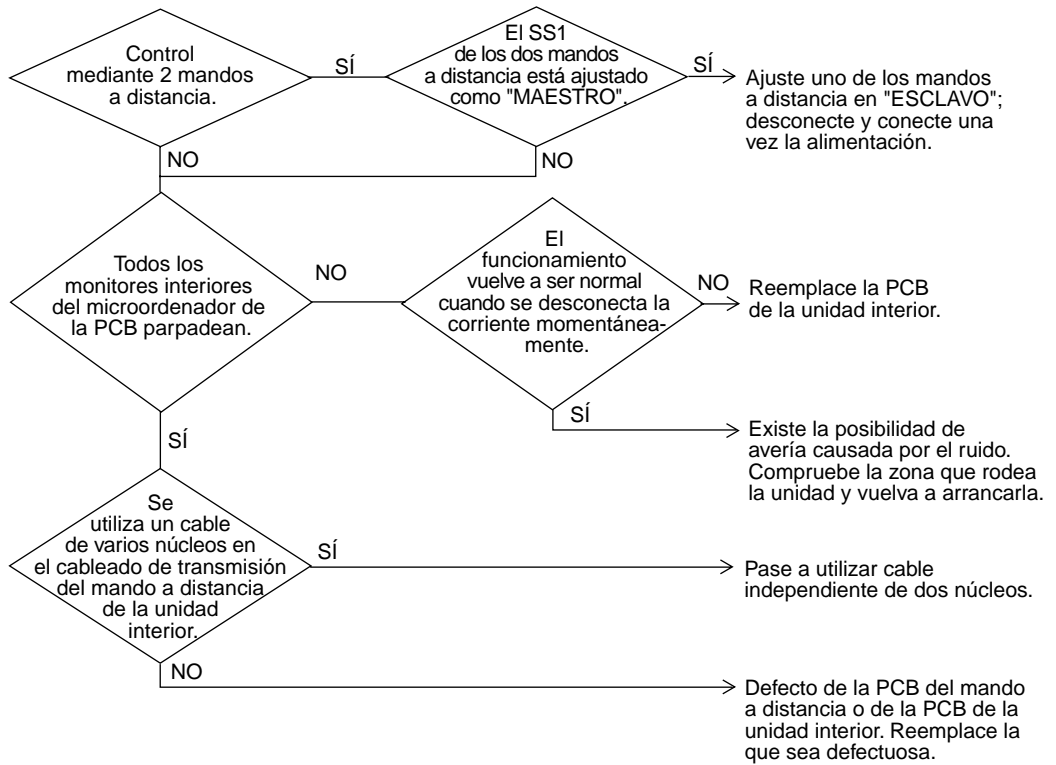 Control
mediante 2 mandos
a distancia.
SÍ
El SS1
de los dos mandos
a distancia está ajustado
como "MAESTRO".
SÍ
Ajuste uno de los mandos
a distancia en "ESCLAVO";
desconecte y conecte una
vez la alimentación.
NO
NO
Todos los
monitores interiores
del microordenador de
la PCB parpadean.
NO
El
funcionamiento
vuelve a ser normal
cuando se desconecta la
corriente momentánea-
mente.
NO
Reemplace la PCB
de la unidad interior.
SÍ
Existe la posibilidad de
avería causada por el ruido.
Compruebe la zona que rodea
la unidad y vuelva a arrancarla.
SÍ
Se
utiliza un cable
de varios núcleos en
el cableado de transmisión
del mando a distancia
de la unidad
interior.
SÍ
Pase a utilizar cable
independiente de dos núcleos.
NO
Defecto de la PCB del mando
a distancia o de la PCB de la
unidad interior. Reemplace la
que sea defectuosa.